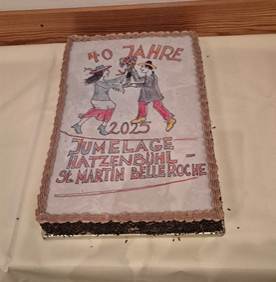 40 JAHRE
2025
JUMELAGE
HATZENBÜHL -
ST. MARTIN BELLEROCHE